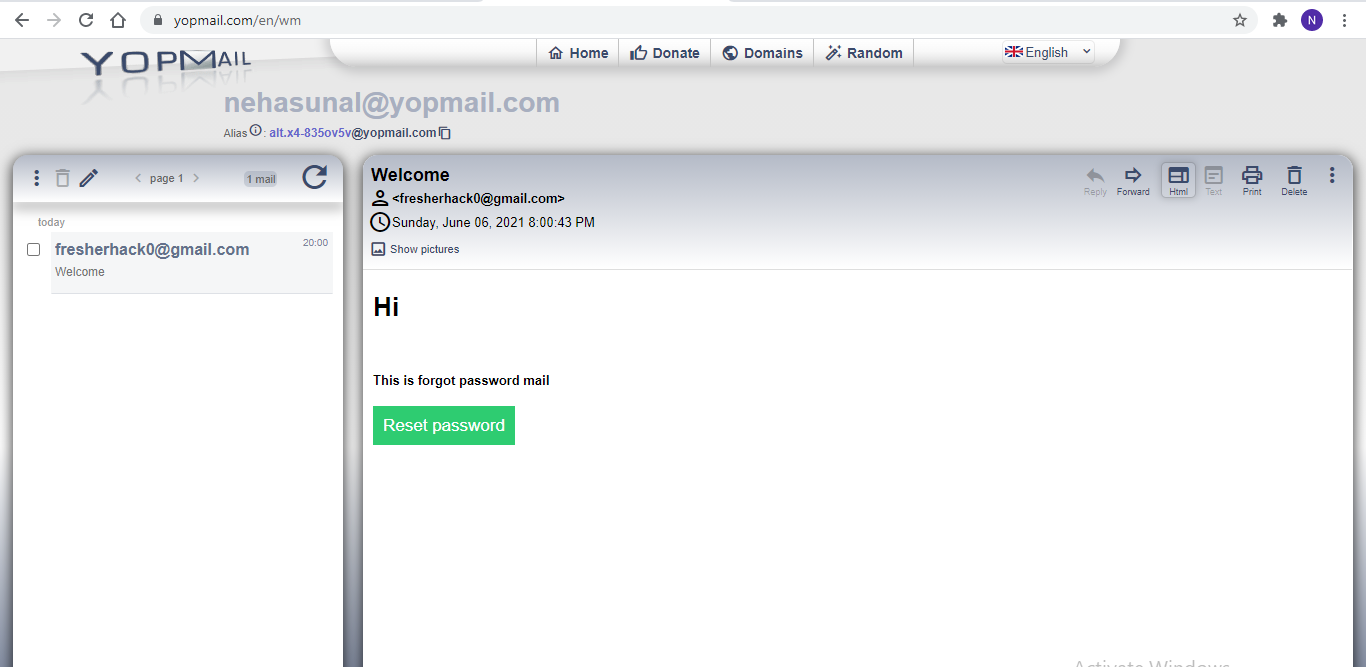 yopmail.com/en/wm
N
YOPMAIL
Home
Donate
Domains
Random
English
nehasunal@yopmail.com
Alias : alt.x4-835ov5v@yopmail.com
page 1
1 mail
today
fresherhack0@gmail.com
20:00
Welcome
Welcome
<fresherhack0@gmail.com>
Sunday, June 06, 2021 8:00:43 PM
Show pictures
Reply
Forward
Html
Text
Print
Delete
Hi
This is forgot password mail
Reset password
Activate Windows